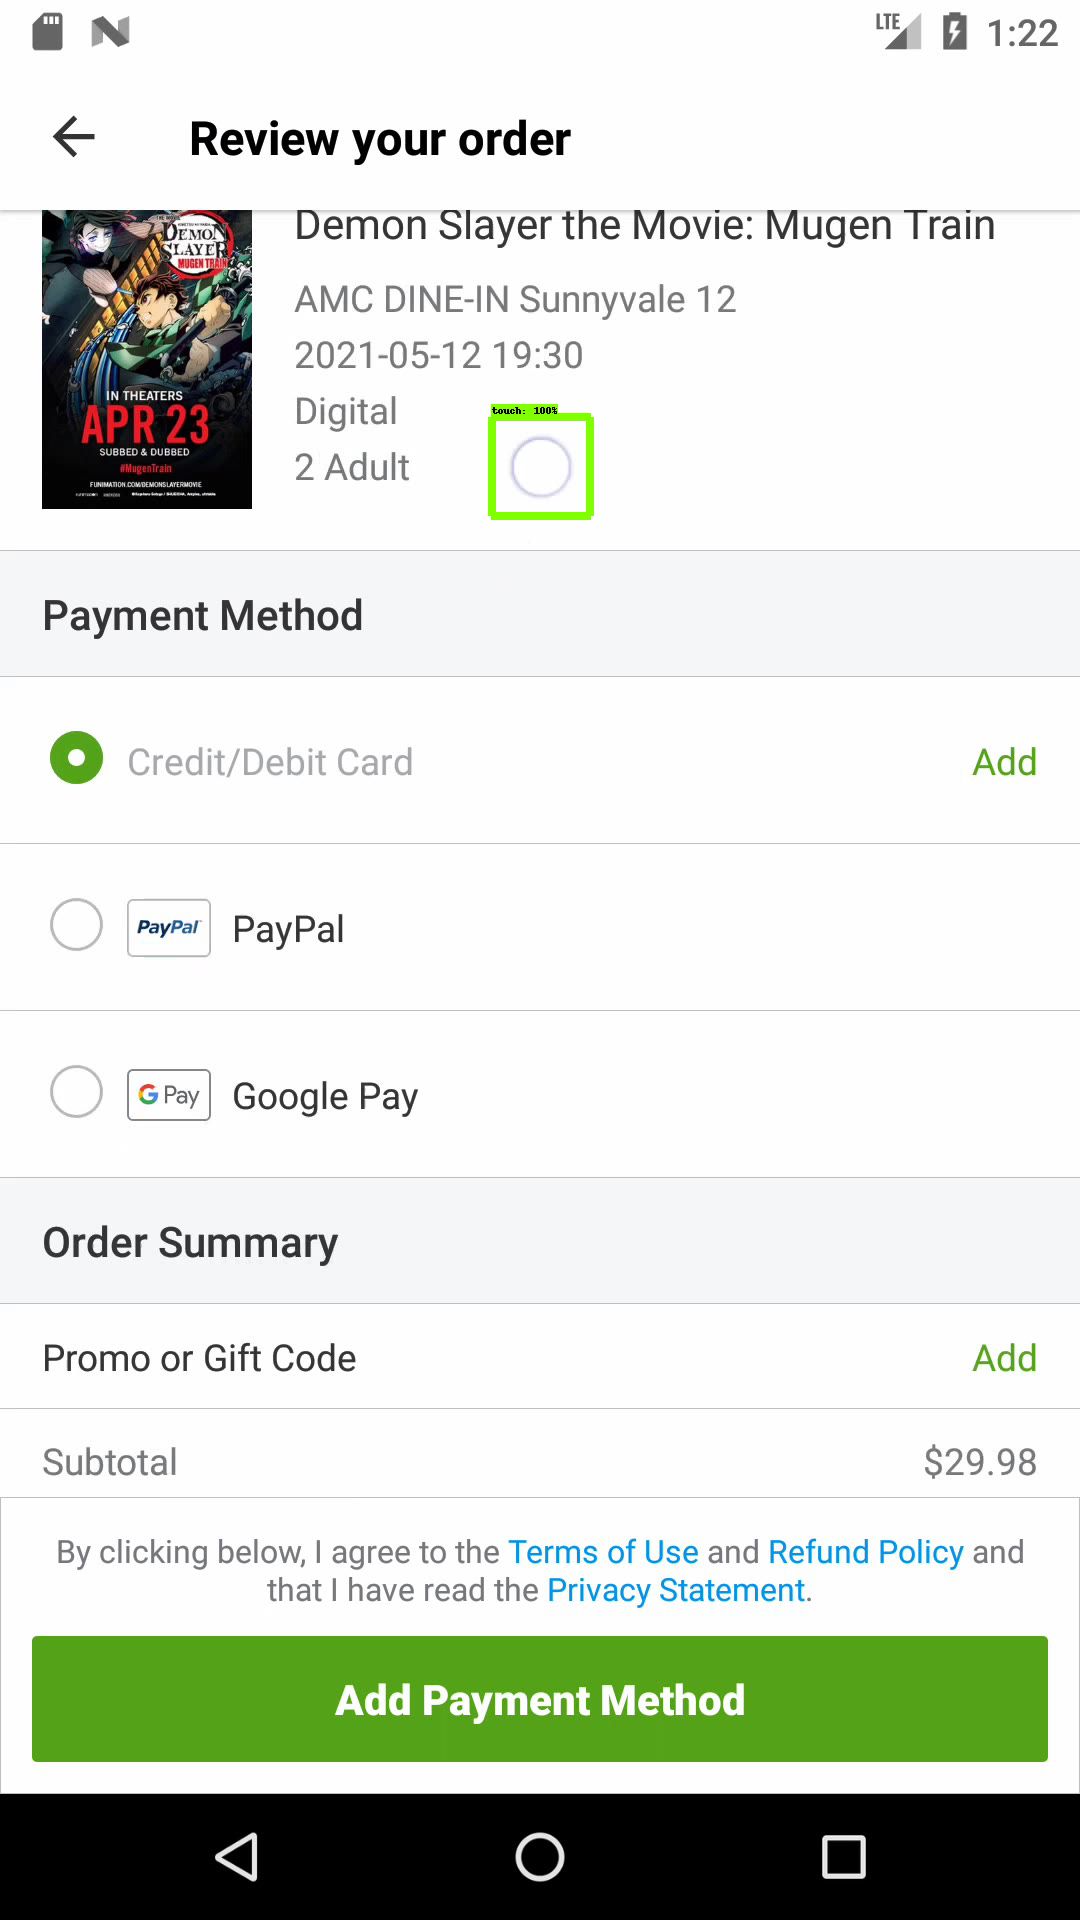 LTE
1:22
Review your order
Demon Slayer the Movie: Mugen Train
DEMON
SLAYER
MUGEN TRAIN
IN THEATERS
APR 23
SUBBED & DUBBED
#MugenTrain
FUNIMATION.COM/DEMONSLAYERMOVIE
AMC DINE-IN Sunnyvale 12
2021-05-12 19:30
Digital
touch: 100%
2 Adult
Payment Method
Credit/Debit Card Add
PayPal PayPal
G Pay Google Pay
Order Summary
Promo or Gift Code Add
Subtotal $29.98
By clicking below, I agree to the Terms of Use and Refund Policy and
that I have read the Privacy Statement.
Add Payment Method